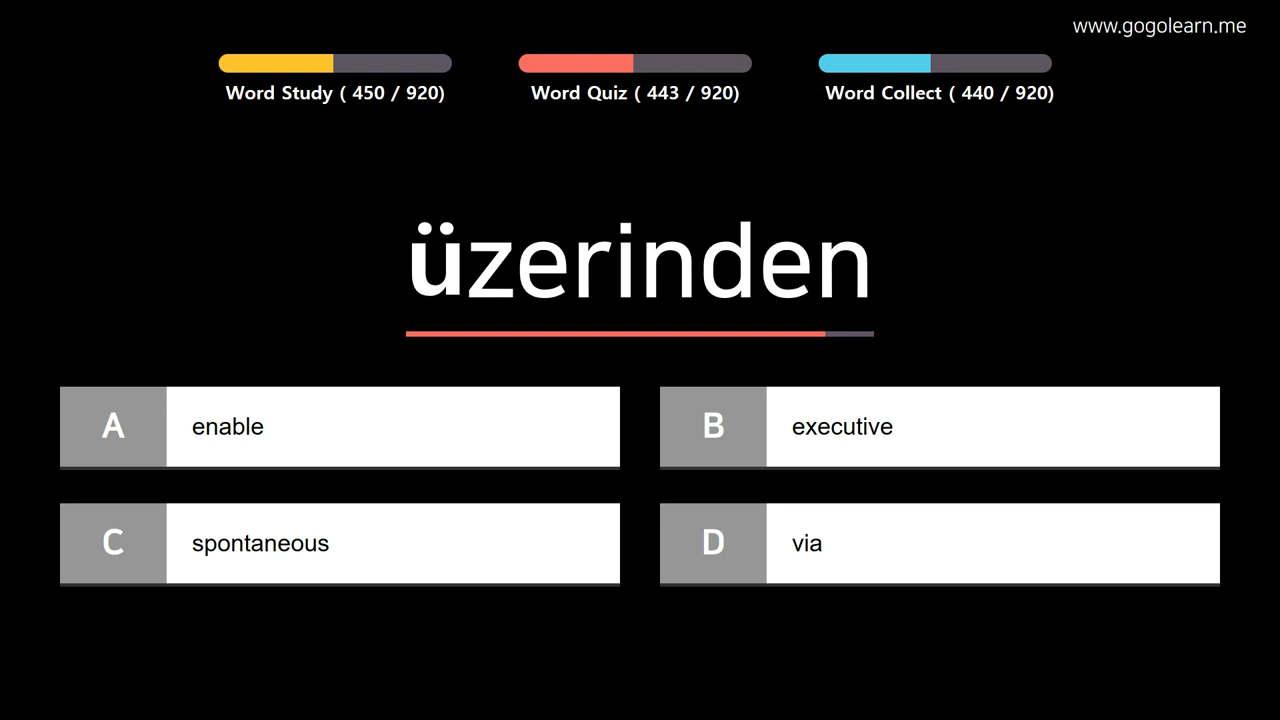 www.gogolearn.me
Word Study ( 450 / 920)
Word Quiz ( 443 / 920)
Word Collect ( 440 / 920)
üzerinden
A enable
B executive
C spontaneous
D via